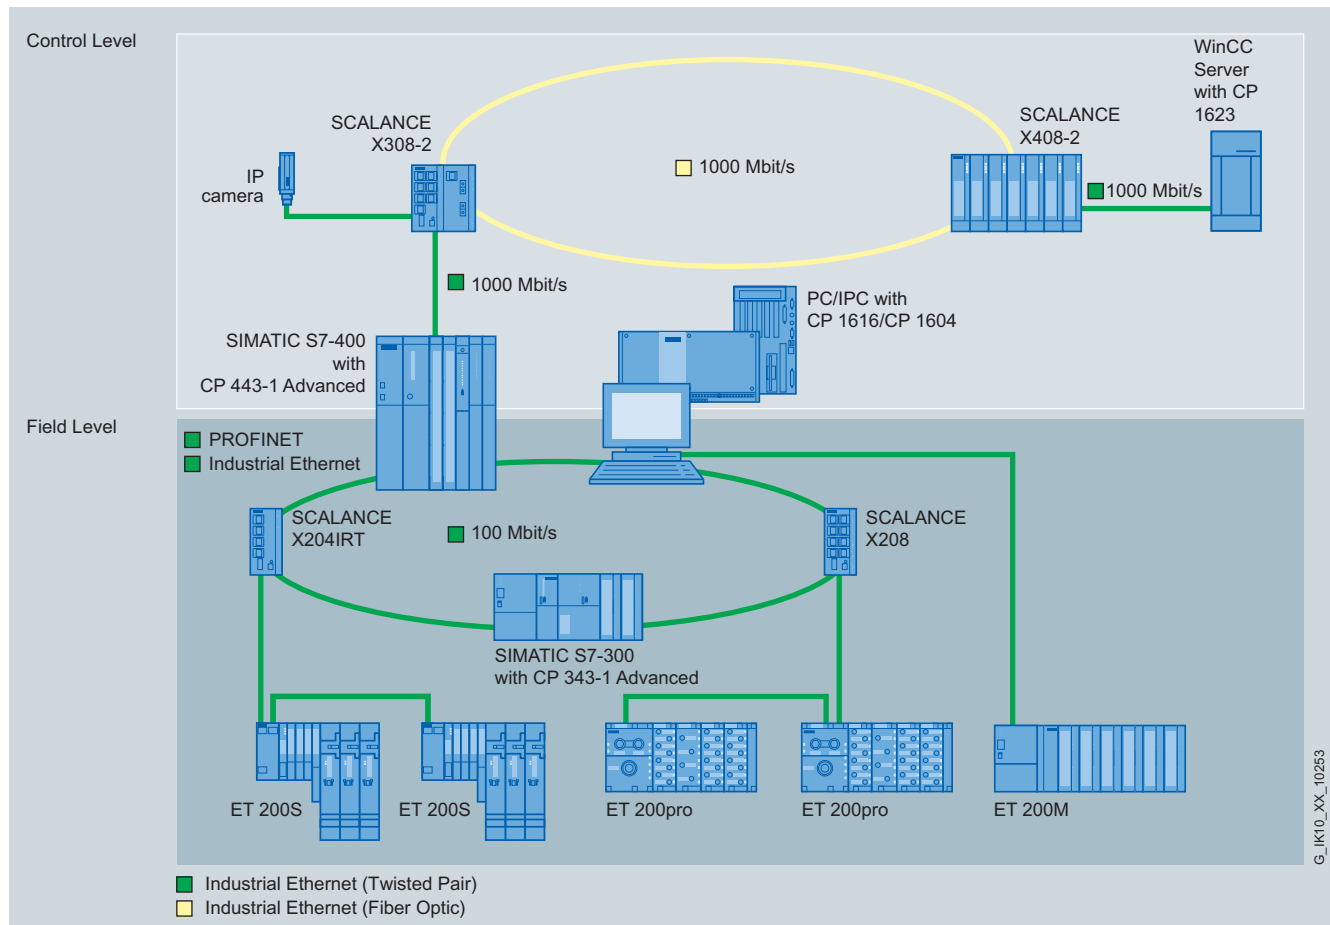 Control Level
WinCC
Server
with CP
1623
SCALANCE
X308-2
SCALANCE
X408-2
IP
camera
1000 Mbit/s
1000 Mbit/s
1000 Mbit/s
PC/IPC with
CP 1616/CP 1604
SIMATIC S7-400
with
CP 443-1 Advanced
Field Level
PROFINET
Industrial Ethernet
SCALANCE
X204IRT
100 Mbit/s
SCALANCE
X208
SIMATIC S7-300
with CP 343-1 Advanced
ET 200S
ET 200S
ET 200pro
ET 200pro
ET 200M
G_IK10_XX_10253
Industrial Ethernet (Twisted Pair)
Industrial Ethernet (Fiber Optic)